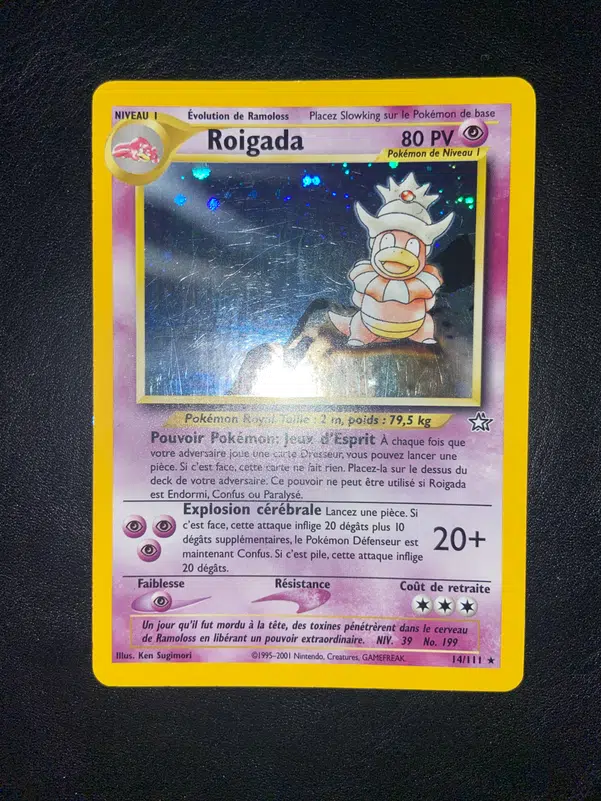 NIVEAU 1 Évolution de Ramoloss Placez Slowking sur le Pokémon de base
Roigada 80 PV
Pokémon de Niveau 1
Pokémon Royal Taille : 2 m, poids : 79,5 kg
Pouvoir Pokémon: Jeux d'Esprit À chaque fois que
votre adversaire joue une carte Dresseur, vous pouvez lancer une
pièce. Si c'est face, cette carte ne fait rien. Placez-la sur le dessus du
deck de votre adversaire. Ce pouvoir ne peut être utilisé si Roigada
est Endormi, Confus ou Paralysé.
Explosion cérébrale Lancez une pièce. Si
c'est face, cette attaque inflige 20 dégâts plus 10
dégâts supplémentaires, le Pokémon Défenseur est
maintenant Confus. Si c'est pile, cette attaque inflige
20 dégâts.
20+
Faiblesse Résistance Coût de retraite
Un jour qu'il fut mordu à la tête, des toxines pénétrèrent dans le cerveau
de Ramoloss en libérant un pouvoir extraordinaire. NIV. 39 No. 199
Illus. Ken Sugimori ©1995-2001 Nintendo, Creatures, GAMEFREAK. 14/111 ★